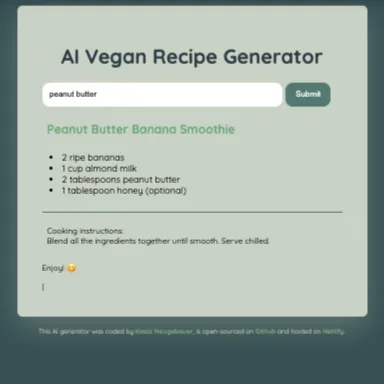 AI Vegan Recipe Generator
peanut butter
Submit
Peanut Butter Banana Smoothie
2 ripe bananas
1 cup almond milk
2 tablespoons peanut butter
1 tablespoon honey (optional)
Cooking instructions:
Blend all the ingredients together until smooth. Serve chilled.
Enjoy! 🥰
|
This AI generator was coded by Kinga Neugebauer, is open-sourced on Github and hosted on Netlify.